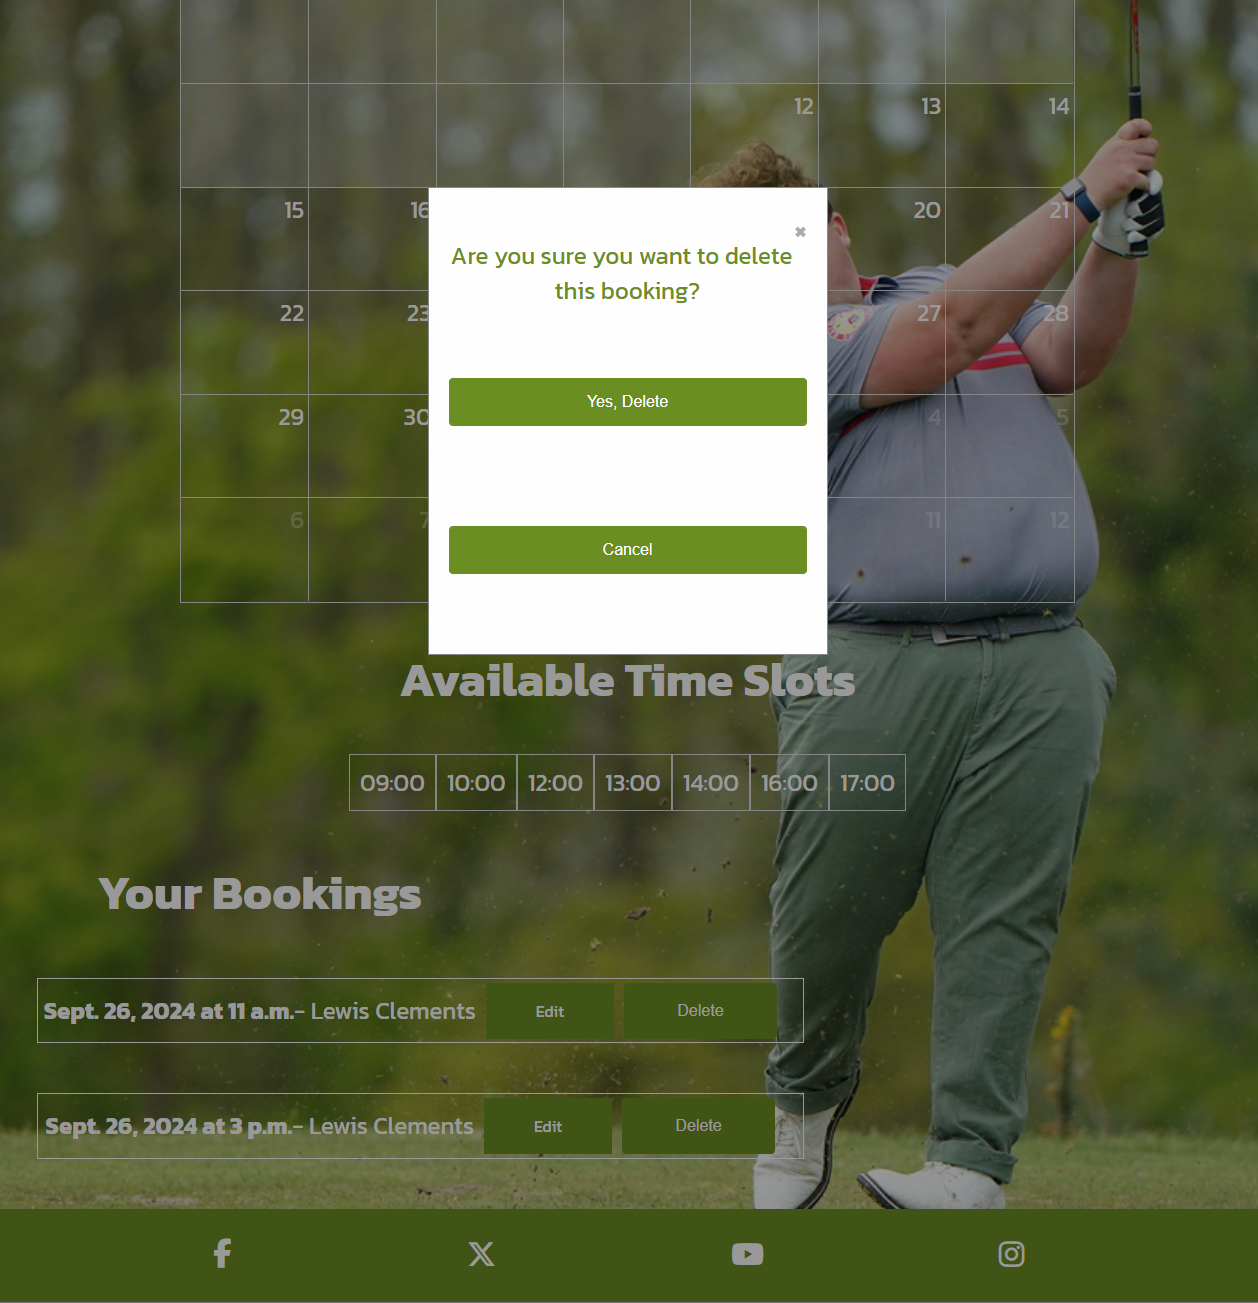 12 13 14
15 16 20 21
22 23 27 28
29 30 4 5
6 7 11 12
✖
Are you sure you want to delete
this booking?
Yes, Delete
Cancel
Available Time Slots
09:00 10:00 12:00 13:00 14:00 16:00 17:00
Your Bookings
Sept. 26, 2024 at 11 a.m.- Lewis Clements Edit Delete
Sept. 26, 2024 at 3 p.m.- Lewis Clements Edit Delete